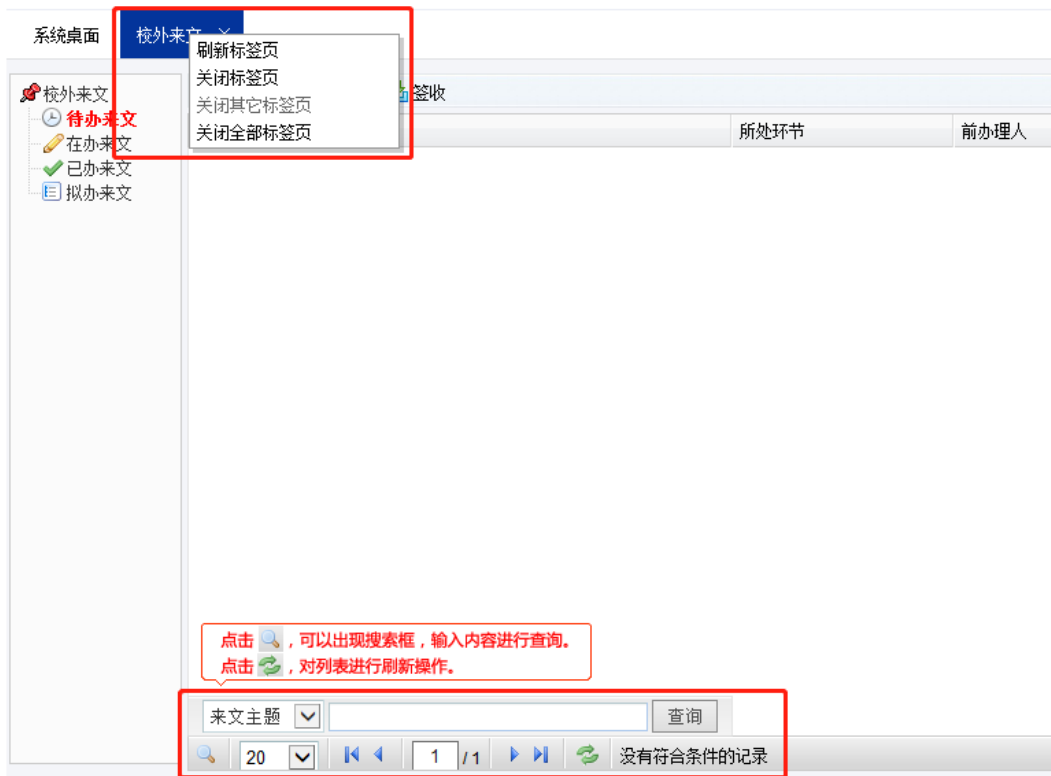 系统桌面 校外来文 ×
刷新标签页
关闭标签页
关闭其它标签页
关闭全部标签页
签收
所处环节 前办理人
校外来文
待办来文
在办来文
已办来文
拟办来文
点击 ,可以出现搜索框,输入内容进行查询。
点击 ,对列表进行刷新操作。
来文主题 查询
20 1 /1 没有符合条件的记录